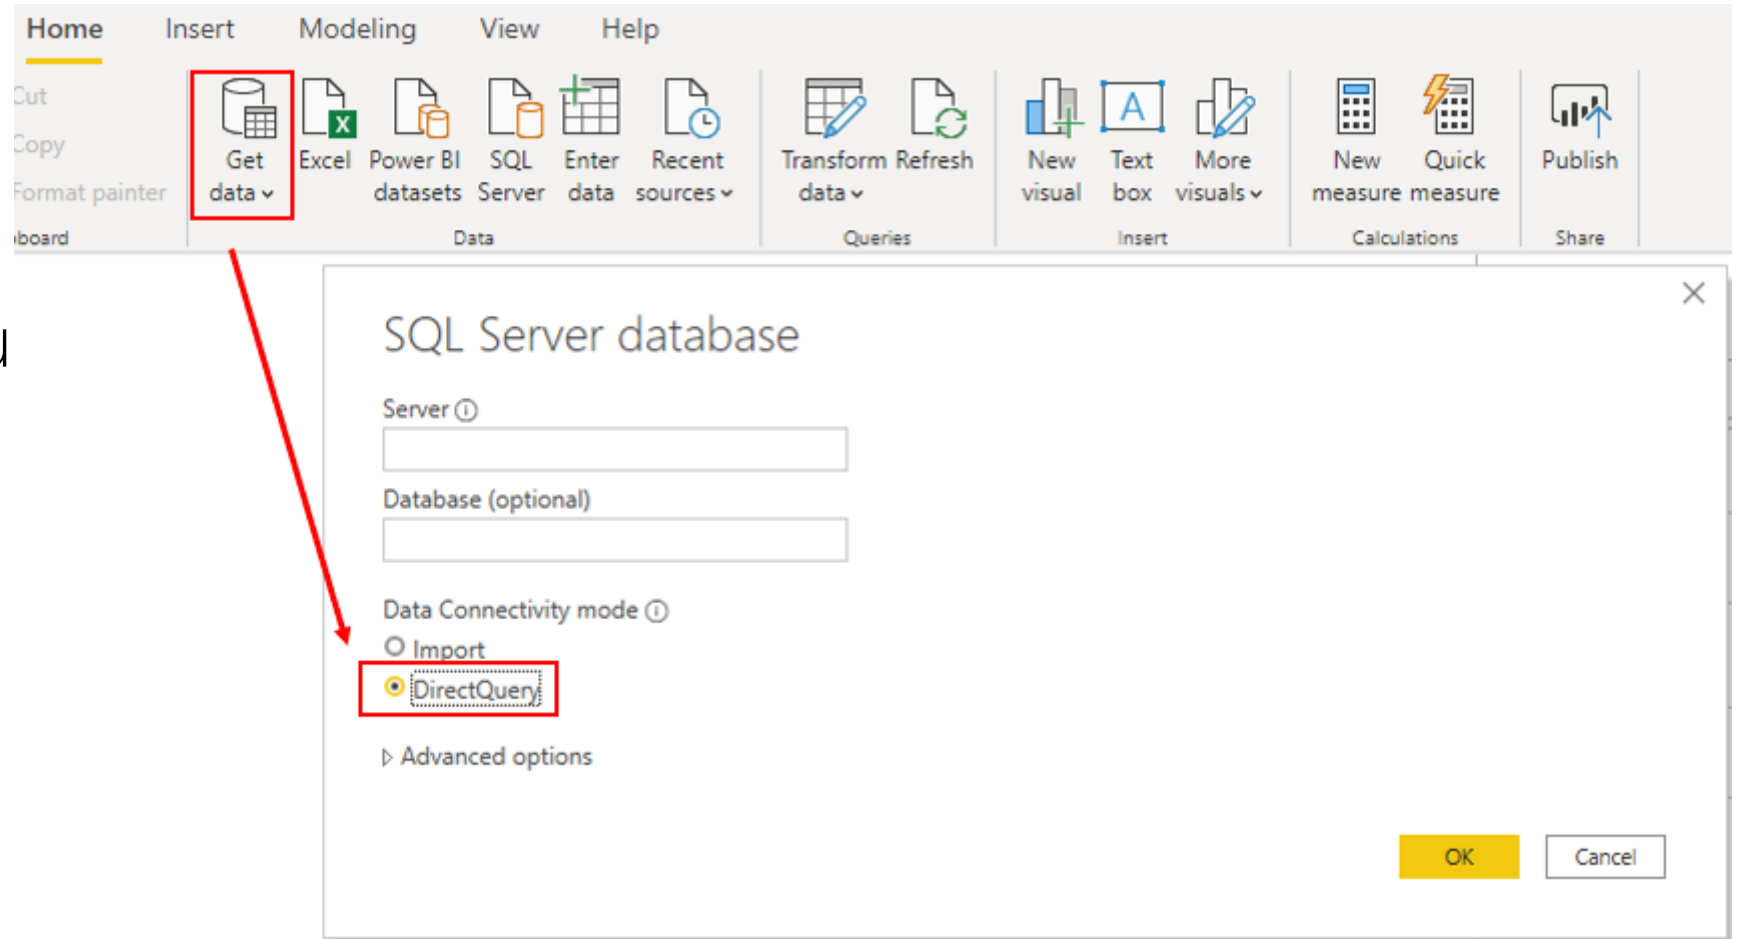 Home Insert Modeling View Help
Cut
Copy
Format painter
Get data
Excel
Power BI datasets
SQL Server
Enter data
Recent sources
Transform data
Refresh
New visual
Text box
More visuals
New measure
Quick measure
Publish
Data Queries Insert Calculations Share
SQL Server database
Server
Database (optional)
Data Connectivity mode
Import
DirectQuery
Advanced options
OK Cancel